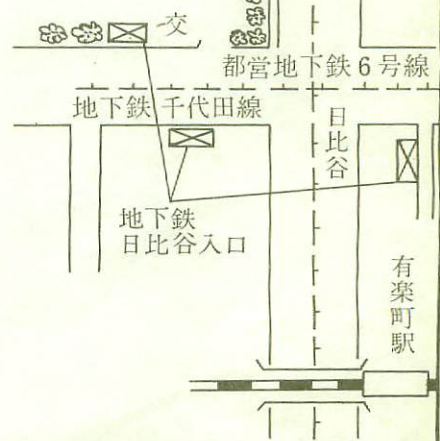 交
都営地下鉄6号線
地下鉄 千代田線
日比谷
地下鉄
日比谷入口
有楽町駅